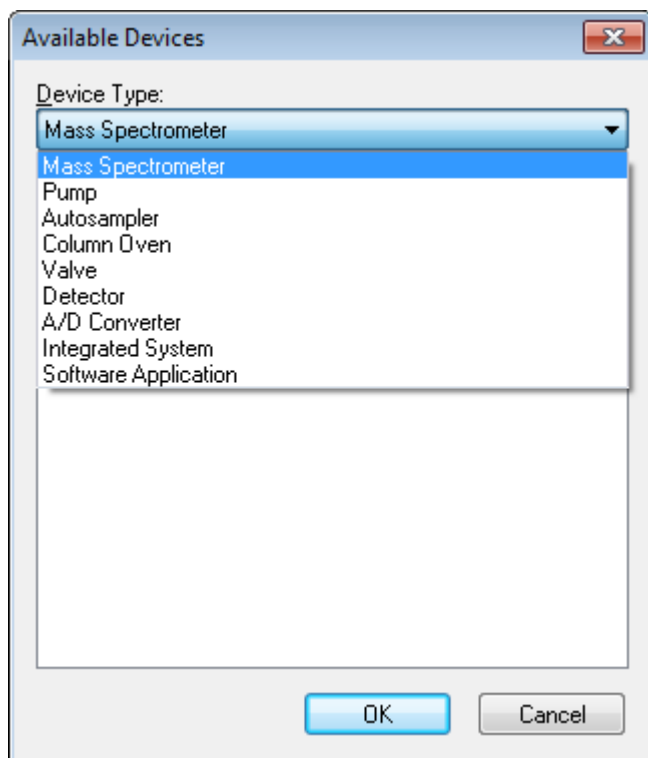 Available Devices
Device Type:
Mass Spectrometer
Mass Spectrometer
Pump
Autosampler
Column Oven
Valve
Detector
A/D Converter
Integrated System
Software Application
OK
Cancel